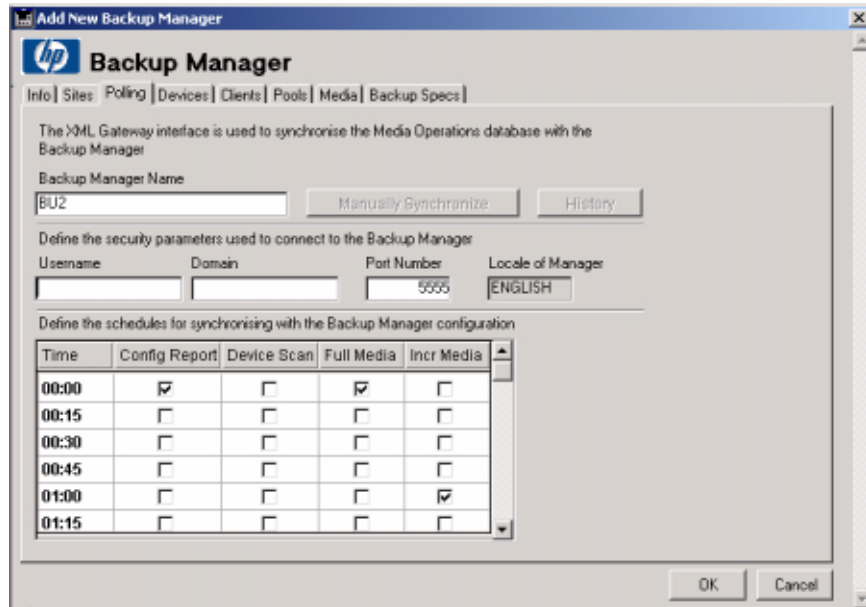 Add New Backup Manager
hp Backup Manager
Info Sites Polling Devices Clients Pools Media Backup Specs
The XML Gateway interface is used to synchronise the Media Operations database with the
Backup Manager
Backup Manager Name
BU2 Manually Synchronize History
Define the security parameters used to connect to the Backup Manager
Username Domain Port Number Locale of Manager
5555 ENGLISH
Define the schedules for synchronising with the Backup Manager configuration
Time Config Report Device Scan Full Media Incr Media
00:00
00:15
00:30
00:45
01:00
01:15
OK Cancel